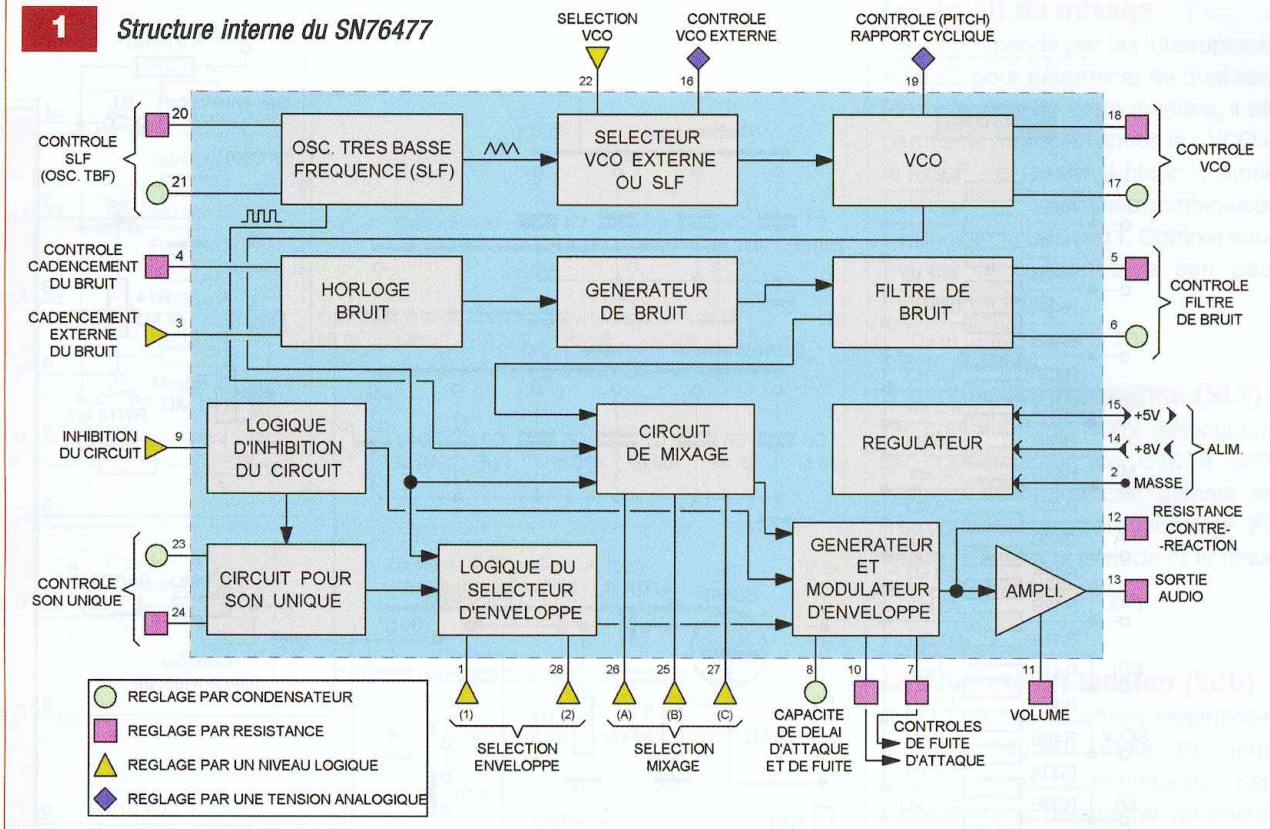 1
Structure interne du SN76477
SELECTION
VCO
CONTROLE
VCO EXTERNE
CONTROLE (PITCH)
RAPPORT CYCLIQUE
22
16
19
20
CONTROLE
SLF
(OSC. TBF)
21
OSC. TRES BASSE
FREQUENCE (SLF)
SELECTEUR
VCO EXTERNE
OU SLF
VCO
18
CONTROLE
VCO
17
CONTROLE
CADENCEMENT
DU BRUIT
4
CADENCEMENT
EXTERNE
DU BRUIT
3
HORLOGE
BRUIT
GENERATEUR
DE BRUIT
FILTRE DE
BRUIT
5
CONTROLE
FILTRE
DE BRUIT
6
INHIBITION
DU CIRCUIT
9
LOGIQUE
D'INHIBITION
DU CIRCUIT
CIRCUIT
DE MIXAGE
REGULATEUR
15
+5V
14
+8V
2
MASSE
ALIM.
23
CONTROLE
SON UNIQUE
24
CIRCUIT POUR
SON UNIQUE
LOGIQUE DU
SELECTEUR
D'ENVELOPPE
GENERATEUR
ET
MODULATEUR
D'ENVELOPPE
AMPLI.
12
RESISTANCE
CONTRE-
-REACTION
13
SORTIE
AUDIO
1
28
26
25
27
8
10
7
11
(1)
(2)
(A)
(B)
(C)
SELECTION
ENVELOPPE
SELECTION
MIXAGE
CAPACITE
DE DELAI
D'ATTAQUE
ET DE FUITE
CONTROLES
DE FUITE
D'ATTAQUE
VOLUME
REGLAGE PAR CONDENSATEUR
REGLAGE PAR RESISTANCE
REGLAGE PAR UN NIVEAU LOGIQUE
REGLAGE PAR UNE TENSION ANALOGIQUE